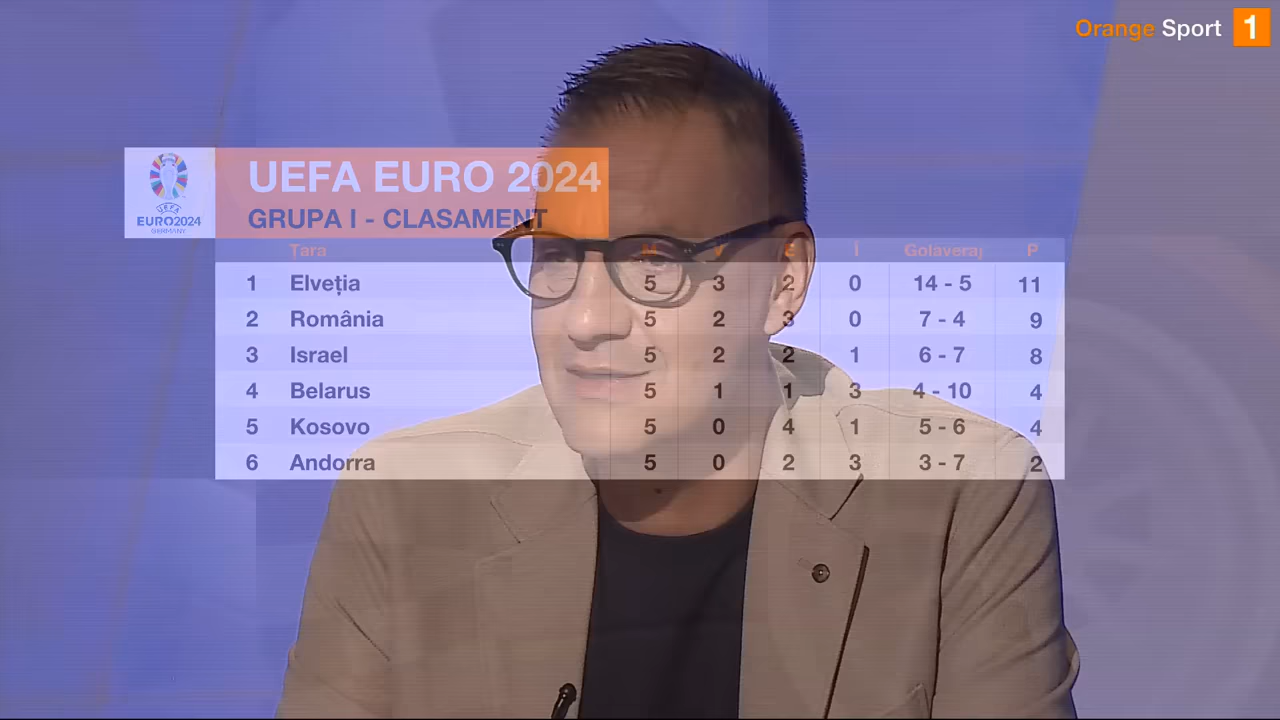 Orange Sport 1
UEFA EURO 2024
UEFA
EURO2024
GERMANY
GRUPA I - CLASAMENT
Țara M V E Î Golaveraj P
1 Elveția 5 3 2 0 14 - 5 11
2 România 5 2 3 0 7 - 4 9
3 Israel 5 2 2 1 6 - 7 8
4 Belarus 5 1 1 3 4 - 10 4
5 Kosovo 5 0 4 1 5 - 6 4
6 Andorra 5 0 2 3 3 - 7 2